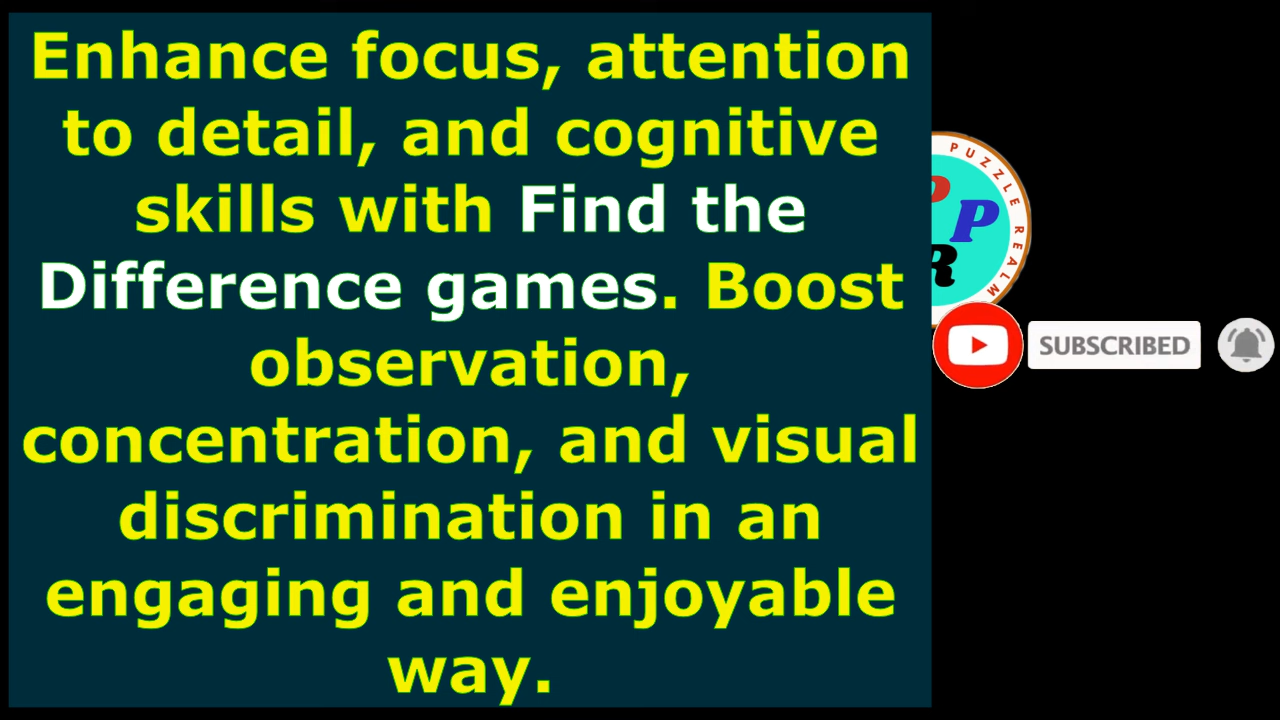 Enhance focus, attention
to detail, and cognitive
skills with Find the
Difference games. Boost
observation,
concentration, and visual
discrimination in an
engaging and enjoyable
way.
PUZZLE REALM
P
P
R
SUBSCRIBED